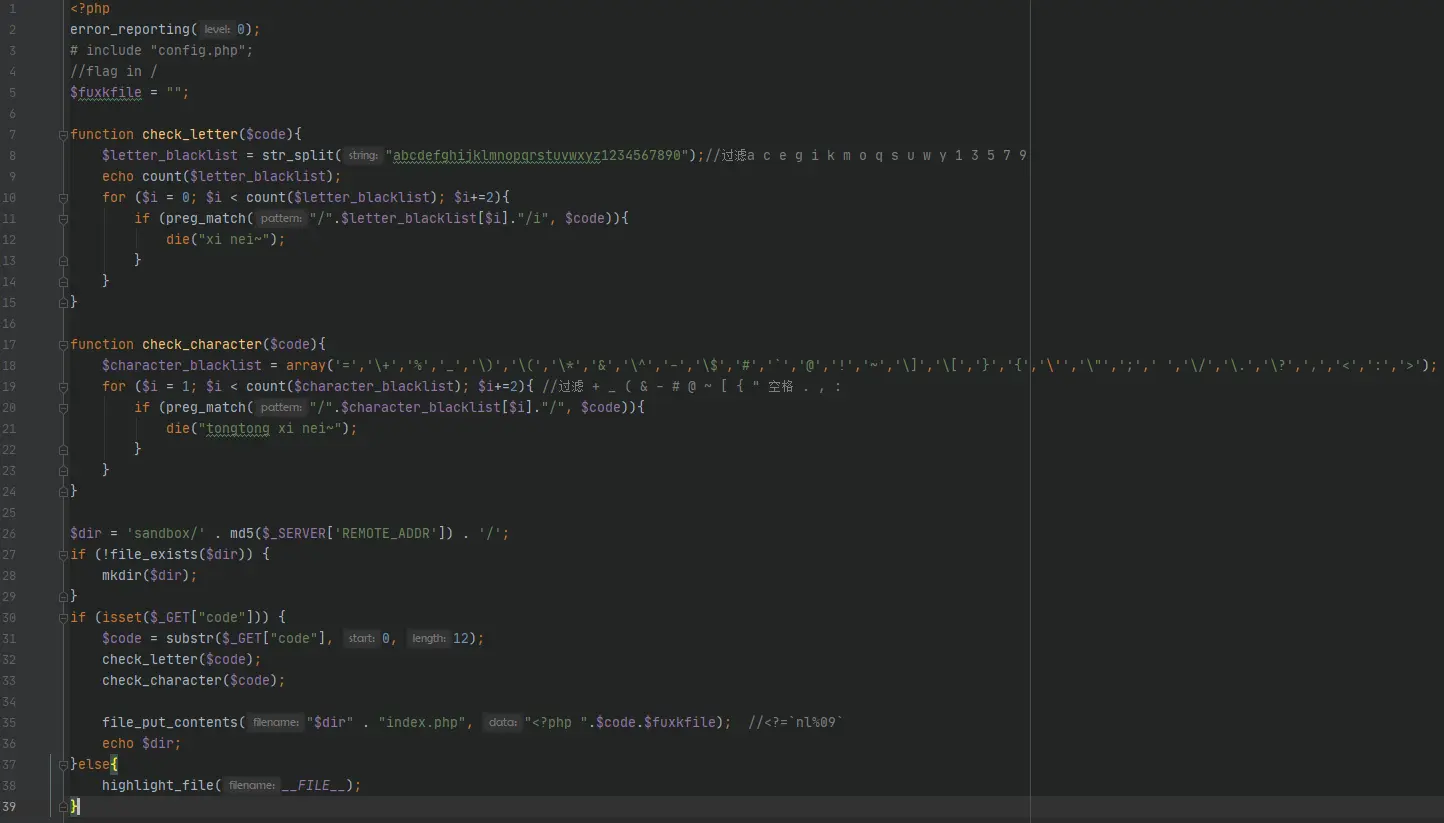 1 <?php
2 error_reporting( level: 0);
3 # include "config.php";
4 //flag in /
5 $fuxkfile = "";
6
7 function check_letter($code){
8 $letter_blacklist = str_split( string: "abcdefghijklmnopqrstuvwxyz1234567890");//过滤a c e g i k m o q s u w y 1 3 5 7 9
9 echo count($letter_blacklist);
10 for ($i = 0; $i < count($letter_blacklist); $i+=2){
11 if (preg_match( pattern: "/".$letter_blacklist[$i]."/i", $code)){
12 die("xi nei~");
13 }
14 }
15 }
16
17 function check_character($code){
18 $character_blacklist = array('=','\+','%','_','\)','\(','\*','&','\^','-','\$','#','`','@','!','~','\]','\[','}','{','\'','\"',';',' ','\/','\.','\?',',','<',':','>');
19 for ($i = 1; $i < count($character_blacklist); $i+=2){ //过滤 + _ ( & - # @ ~ [ { " 空格 . , :
20 if (preg_match( pattern: "/".$character_blacklist[$i]."/", $code)){
21 die("tongtong xi nei~");
22 }
23 }
24 }
25
26 $dir = 'sandbox/' . md5($_SERVER['REMOTE_ADDR']) . '/';
27 if (!file_exists($dir)) {
28 mkdir($dir);
29 }
30 if (isset($_GET["code"])) {
31 $code = substr($_GET["code"], start: 0, length: 12);
32 check_letter($code);
33 check_character($code);
34
35 file_put_contents( filename: "$dir" . "index.php", data: "<?php ".$code.$fuxkfile); //<?=`nl%09`
36 echo $dir;
37 }else{
38 highlight_file( filename: __FILE__);
39 }